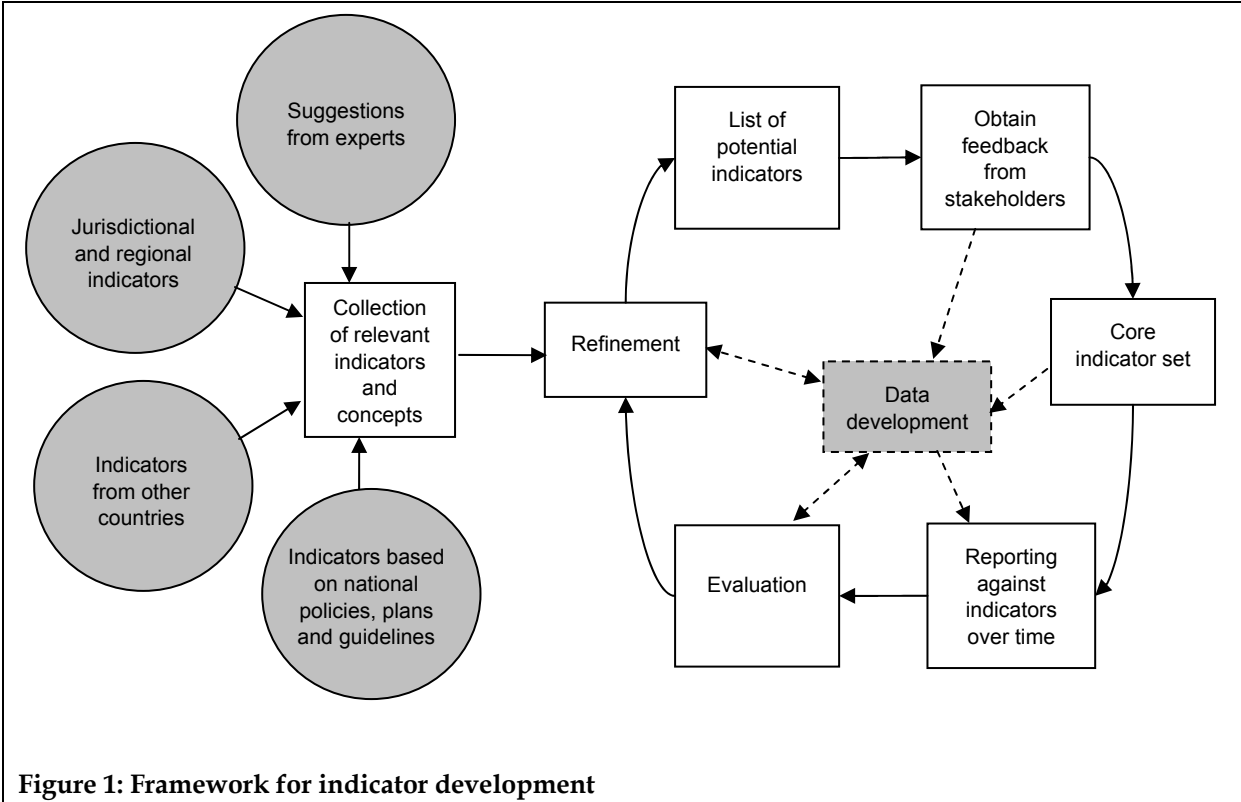 Suggestions
from experts
Jurisdictional
and regional
indicators
Indicators
from other
countries
Indicators based
on national
policies, plans
and guidelines
Collection
of relevant
indicators
and
concepts
Refinement
List of
potential
indicators
Obtain
feedback
from
stakeholders
Core
indicator set
Data
development
Reporting
against
indicators
over time
Evaluation
Figure 1: Framework for indicator development